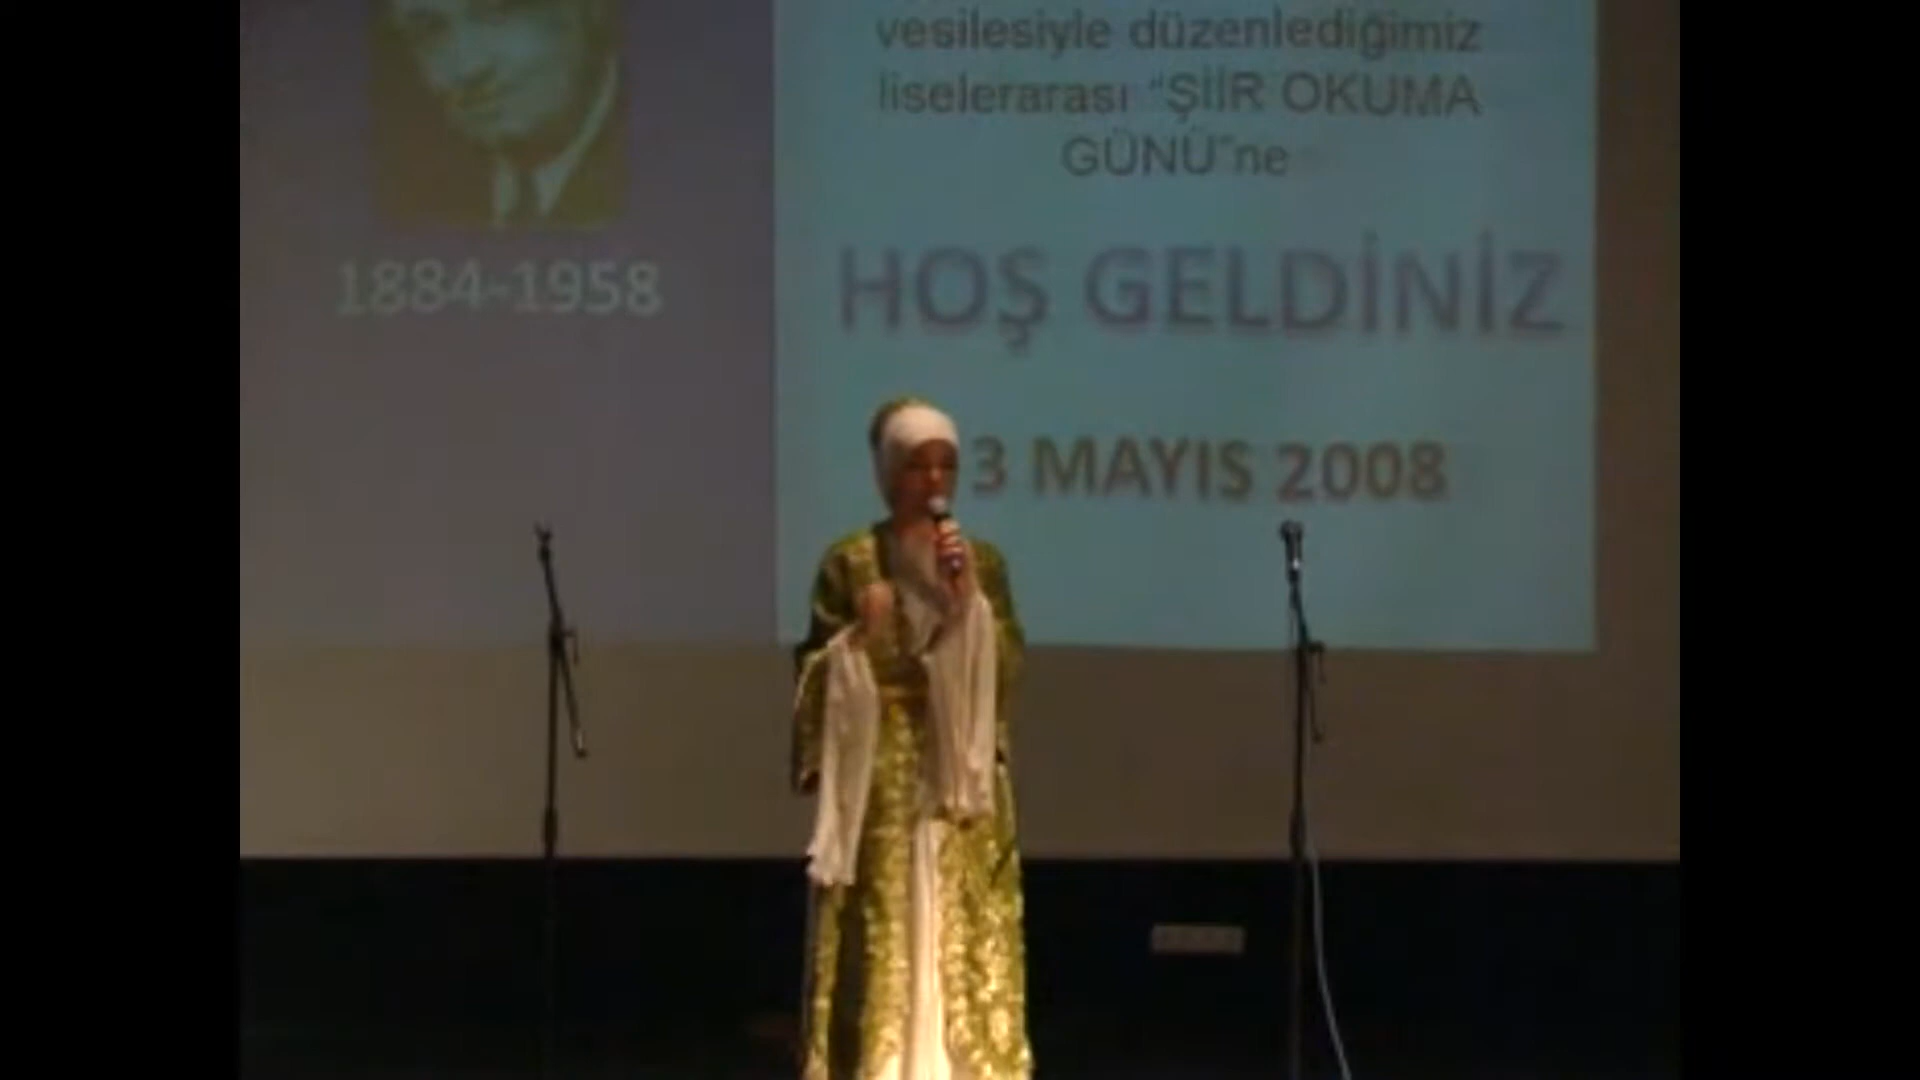 vesilesiyle düzenlediğimiz
liselerarası “ŞİİR OKUMA
GÜNÜ”ne
1884-1958
HOŞ GELDİNİZ
3 MAYIS 2008